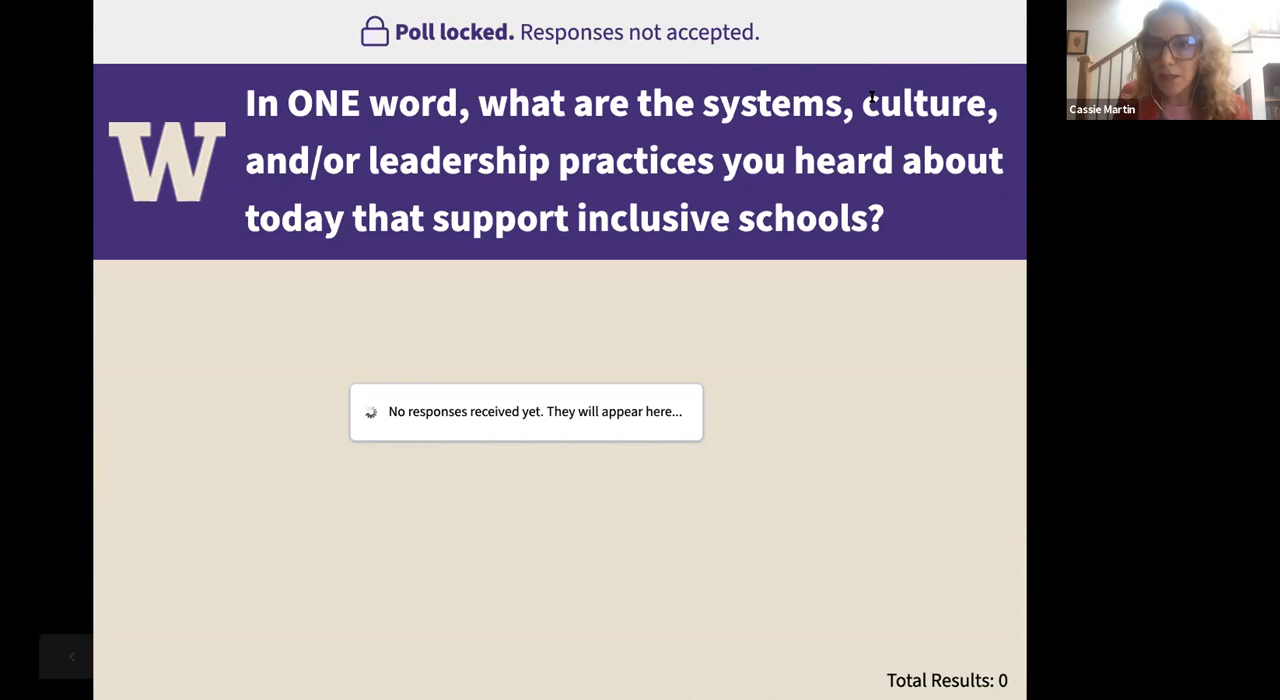 Poll locked. Responses not accepted.
W
In ONE word, what are the systems, culture,
and/or leadership practices you heard about
today that support inclusive schools?
Cassie Martin
No responses received yet. They will appear here...
Total Results: 0